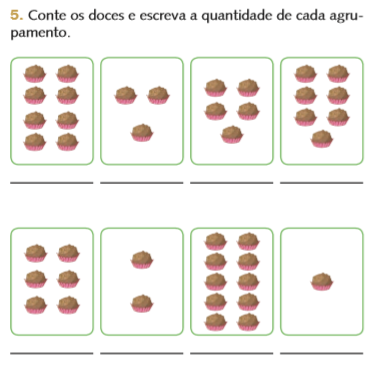 5. Conte os doces e escreva a quantidade de cada agru-
pamento.